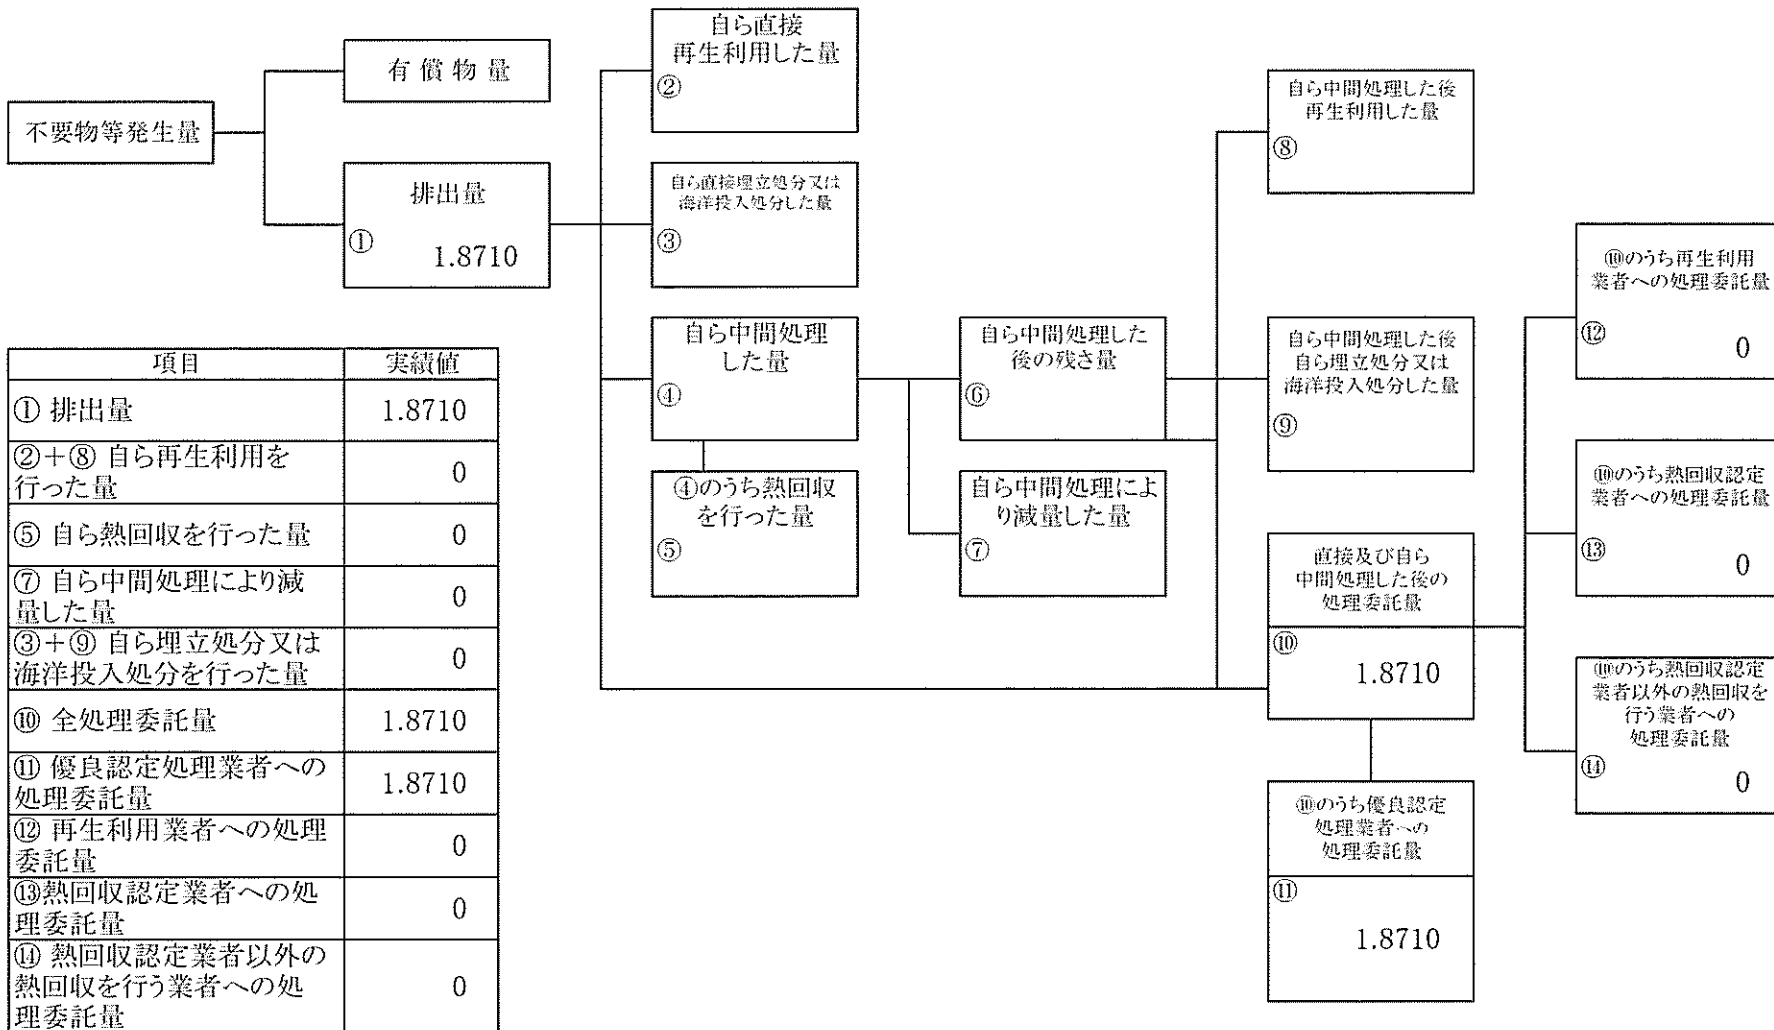 不要物等発生量
有償物量
排出量
①
1.8710
自ら直接
再生利用した量
②
自ら直接埋立処分又は
海洋投入処分した量
③
自ら中間処理
した量
④
④のうち熱回収
を行った量
⑤
自ら中間処理した
後の残さ量
⑥
自ら中間処理によ
り減量した量
⑦
自ら中間処理した後
再生利用した量
⑧
自ら中間処理した後
自ら埋立処分又は
海洋投入処分した量
⑨
直接及び自ら
中間処理した後の
処理委託量
⑩
1.8710
⑩のうち優良認定
処理業者への
処理委託量
⑪
1.8710
⑩のうち再生利用
業者への処理委託量
⑫
0
⑩のうち熱回収認定
業者への処理委託量
⑬
0
⑩のうち熱回収認定
業者以外の熱回収を
行う業者への
処理委託量
⑭
0
項目 実績値
① 排出量 1.8710
②＋⑧ 自ら再生利用を
行った量 0
⑤ 自ら熱回収を行った量 0
⑦ 自ら中間処理により減
量した量 0
③＋⑨ 自ら埋立処分又は
海洋投入処分を行った量 0
⑩ 全処理委託量 1.8710
⑪ 優良認定処理業者への
処理委託量 1.8710
⑫ 再生利用業者への処理
委託量 0
⑬熱回収認定業者への処
理委託量 0
⑭ 熱回収認定業者以外の
熱回収を行う業者への処
理委託量 0